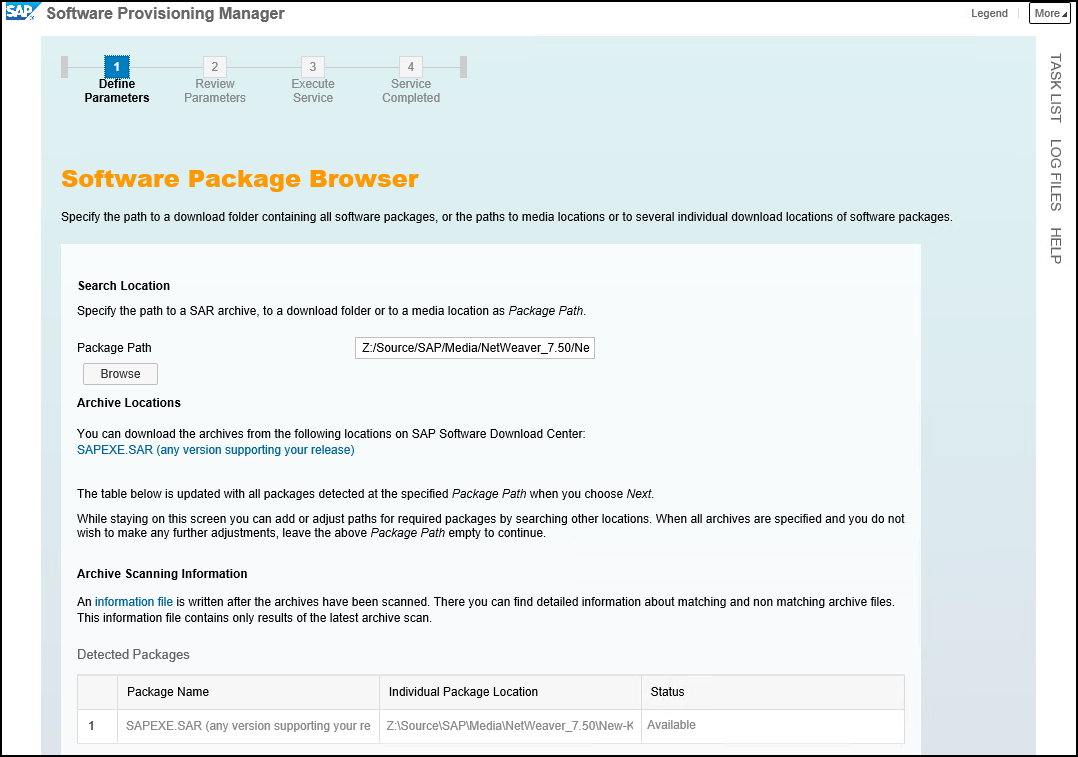 SAP Software Provisioning Manager
Legend
More
1
2
3
4
Define
Parameters
Review
Parameters
Execute
Service
Service
Completed
TASK LIST
LOG FILES
HELP
Software Package Browser
Specify the path to a download folder containing all software packages, or the paths to media locations or to several individual download locations of software packages.
Search Location
Specify the path to a SAR archive, to a download folder or to a media location as Package Path.
Package Path
Z:/Source/SAP/Media/NetWeaver_7.50/Ne
Browse
Archive Locations
You can download the archives from the following locations on SAP Software Download Center:
SAPEXE.SAR (any version supporting your release)
The table below is updated with all packages detected at the specified Package Path when you choose Next.
While staying on this screen you can add or adjust paths for required packages by searching other locations. When all archives are specified and you do not
wish to make any further adjustments, leave the above Package Path empty to continue.
Archive Scanning Information
An information file is written after the archives have been scanned. There you can find detailed information about matching and non matching archive files.
This information file contains only results of the latest archive scan.
Detected Packages
Package Name
Individual Package Location
Status
1
SAPEXE.SAR (any version supporting your re
Z:\Source\SAP\Media\NetWeaver_7.50\New-K
Available